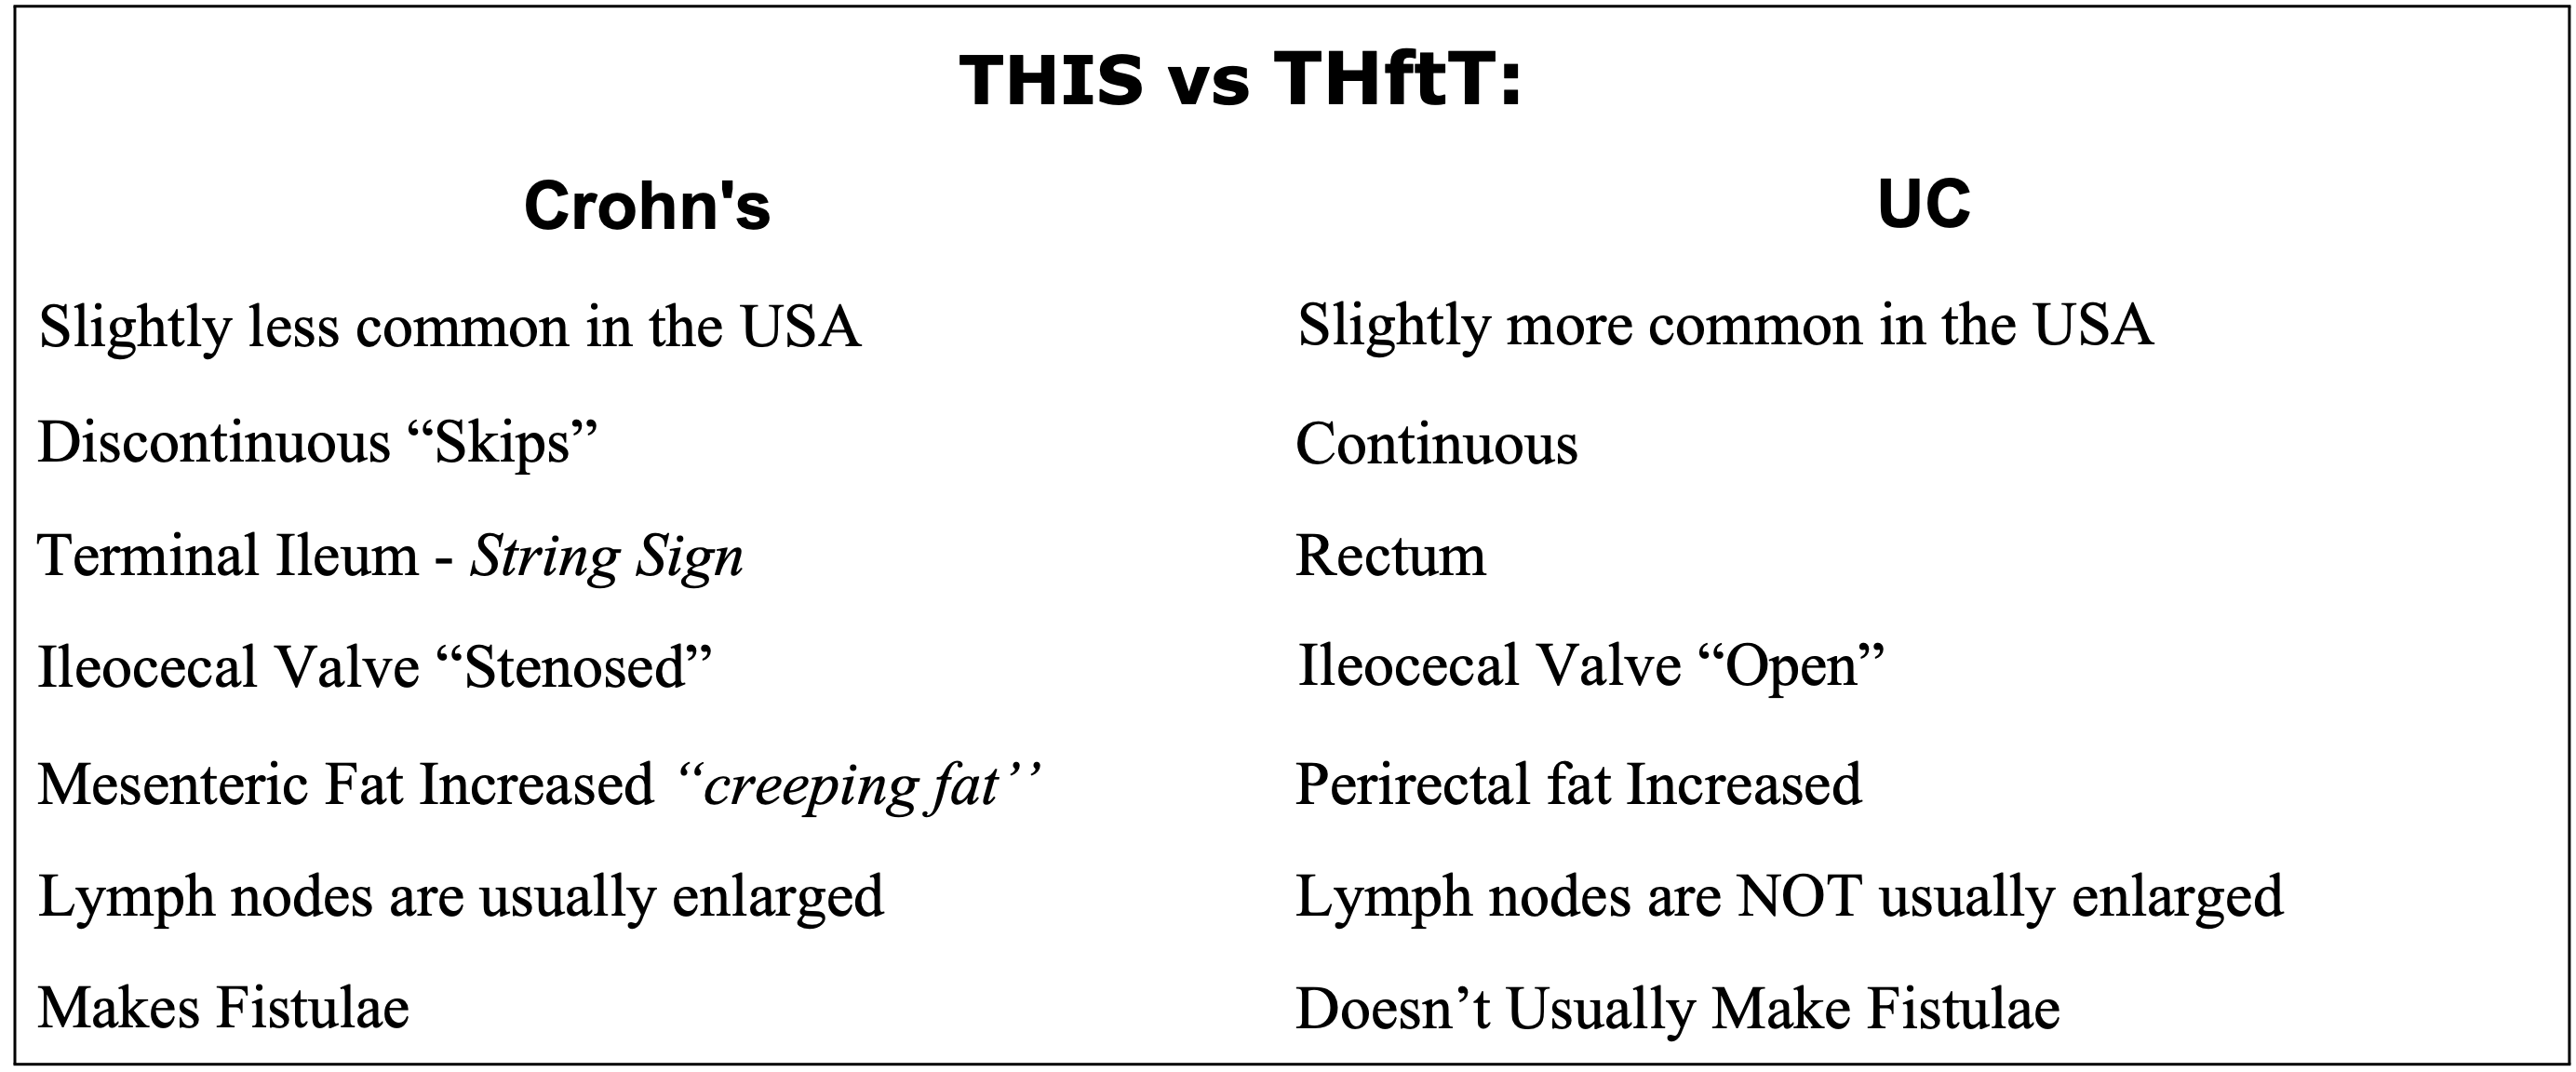 THIS vs THftT:
Crohn's UC
Slightly less common in the USA Slightly more common in the USA
Discontinuous “Skips” Continuous
Terminal Ileum - String Sign Rectum
Ileocecal Valve “Stenosed” Ileocecal Valve “Open”
Mesenteric Fat Increased “creeping fat’’ Perirectal fat Increased
Lymph nodes are usually enlarged Lymph nodes are NOT usually enlarged
Makes Fistulae Doesn’t Usually Make Fistulae